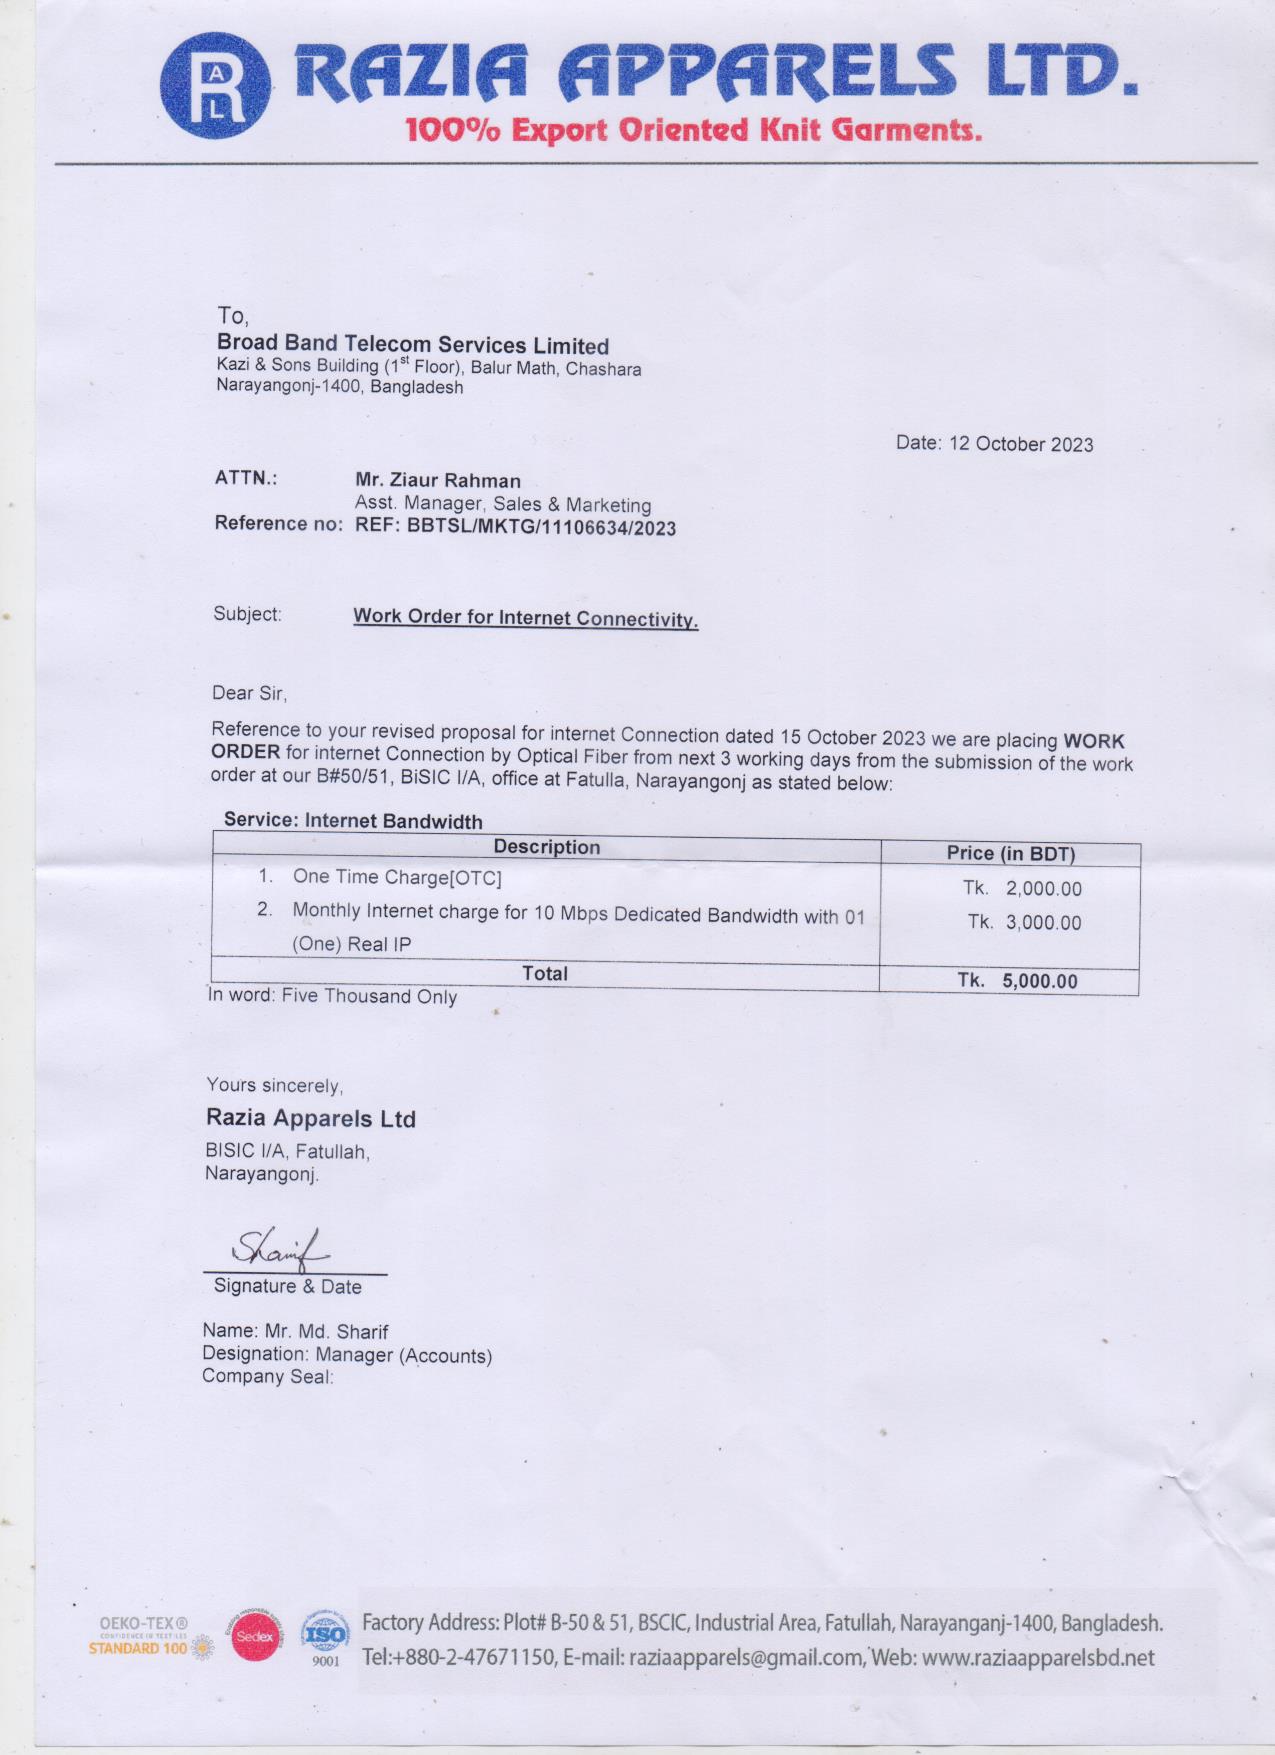 RAL
RAZIA APPARELS LTD.
100% Export Oriented Knit Garments.
To,
Broad Band Telecom Services Limited
Kazi & Sons Building (1st Floor), Balur Math, Chashara
Narayangonj-1400, Bangladesh
Date: 12 October 2023
ATTN.: Mr. Ziaur Rahman
Asst. Manager, Sales & Marketing
Reference no: REF: BBTSL/MKTG/11106634/2023
Subject: Work Order for Internet Connectivity.
Dear Sir,
Reference to your revised proposal for internet Connection dated 15 October 2023 we are placing WORK
ORDER for internet Connection by Optical Fiber from next 3 working days from the submission of the work
order at our B#50/51, BiSIC I/A, office at Fatulla, Narayangonj as stated below:
Service: Internet Bandwidth
Description Price (in BDT)
1. One Time Charge[OTC] Tk. 2,000.00
2. Monthly Internet charge for 10 Mbps Dedicated Bandwidth with 01 Tk. 3,000.00
(One) Real IP
Total Tk. 5,000.00
In word: Five Thousand Only
Yours sincerely,
Razia Apparels Ltd
BISIC I/A, Fatullah,
Narayangonj.
Sharif
Signature & Date
Name: Mr. Md. Sharif
Designation: Manager (Accounts)
Company Seal:
OEKO-TEX®
CONFIDENCE IN TEXTILES
STANDARD 100
Sedex
ISO
9001
Factory Address: Plot# B-50 & 51, BSCIC, Industrial Area, Fatullah, Narayanganj-1400, Bangladesh.
Tel:+880-2-47671150, E-mail: raziaapparels@gmail.com, Web: www.raziaapparelsbd.net